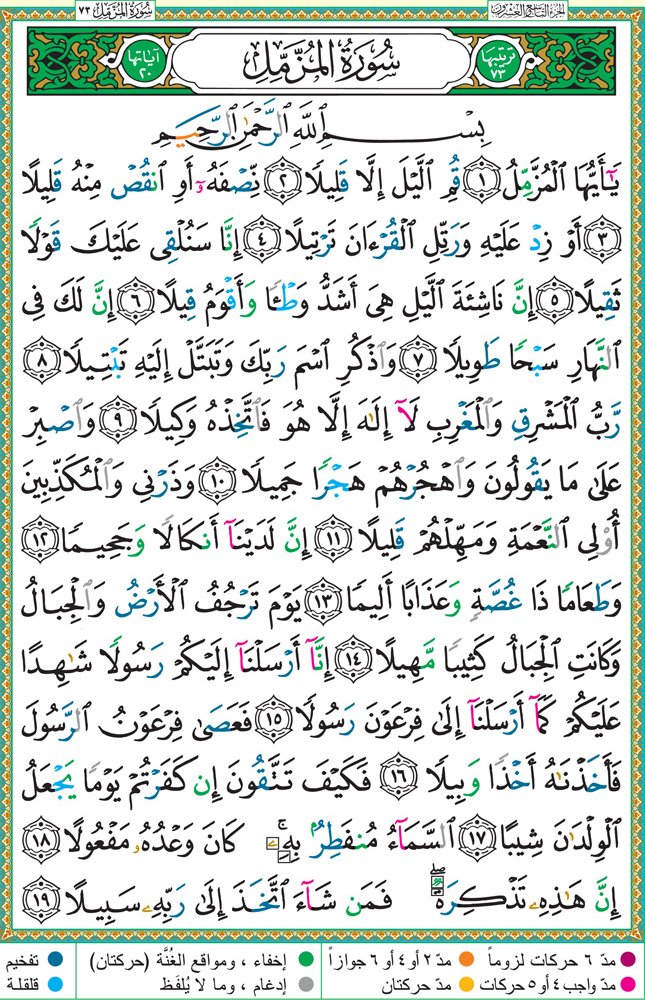 سُورَةُ المُزَّمِّل ٧٣
الجزء التاسع والعشرون
ترتيبها ٧٣
سُورَةُ المُزَّمِّل
آياتها ٢٠
بِسْمِ ٱللَّهِ ٱلرَّحْمَٰنِ ٱلرَّحِيمِ
يَٰٓأَيُّهَا ٱلْمُزَّمِّلُ ١ قُمِ ٱلَّيْلَ إِلَّا قَلِيلًا ٢ نِّصْفَهُۥٓ أَوِ ٱنقُصْ مِنْهُ قَلِيلًا
٣ أَوْ زِدْ عَلَيْهِ وَرَتِّلِ ٱلْقُرْءَانَ تَرْتِيلًا ٤ إِنَّا سَنُلْقِى عَلَيْكَ قَوْلًا
ثَقِيلًا ٥ إِنَّ نَاشِئَةَ ٱلَّيْلِ هِىَ أَشَدُّ وَطْـًٔا وَأَقْوَمُ قِيلًا ٦ إِنَّ لَكَ فِى
ٱلنَّهَارِ سَبْحًا طَوِيلًا ٧ وَٱذْكُرِ ٱسْمَ رَبِّكَ وَتَبَتَّلْ إِلَيْهِ تَبْتِيلًا ٨
رَّبُّ ٱلْمَشْرِقِ وَٱلْمَغْرِبِ لَآ إِلَٰهَ إِلَّا هُوَ فَٱتَّخِذْهُ وَكِيلًا ٩ وَٱصْبِرْ
عَلَىٰ مَا يَقُولُونَ وَٱهْجُرْهُمْ هَجْرًا جَمِيلًا ١٠ وَذَرْنِى وَٱلْمُكَذِّبِينَ
أُو۟لِى ٱلنَّعْمَةِ وَمَهِّلْهُمْ قَلِيلًا ١١ إِنَّ لَدَيْنَآ أَنكَالًا وَجَحِيمًا ١٢
وَطَعَامًا ذَا غُصَّةٍ وَعَذَابًا أَلِيمًا ١٣ يَوْمَ تَرْجُفُ ٱلْأَرْضُ وَٱلْجِبَالُ
وَكَانَتِ ٱلْجِبَالُ كَثِيبًا مَّهِيلًا ١٤ إِنَّآ أَرْسَلْنَآ إِلَيْكُمْ رَسُولًا شَٰهِدًا
عَلَيْكُمْ كَمَآ أَرْسَلْنَآ إِلَىٰ فِرْعَوْنَ رَسُولًا ١٥ فَعَصَىٰ فِرْعَوْنُ ٱلرَّسُولَ
فَأَخَذْنَٰهُ أَخْذًا وَبِيلًا ١٦ فَكَيْفَ تَتَّقُونَ إِن كَفَرْتُمْ يَوْمًا يَجْعَلُ
ٱلْوِلْدَٰنَ شِيبًا ١٧ ٱلسَّمَآءُ مُنفَطِرٌۢ بِهِۦ ۚ كَانَ وَعْدُهُۥ مَفْعُولًا ١٨
إِنَّ هَٰذِهِۦ تَذْكِرَةٌ ۖ فَمَن شَآءَ ٱتَّخَذَ إِلَىٰ رَبِّهِۦ سَبِيلًا ١٩
مدّ ٦ حركات لزوماً مدّ ٢ أو ٤ أو ٦ جوازاً إخفاء ، ومواقع الغُنَّة (حركتان) تفخيم
مدّ واجب ٤ أو ٥ حركات مدّ حركتان إدغام ، وما لا يُلفَظ قلقلة